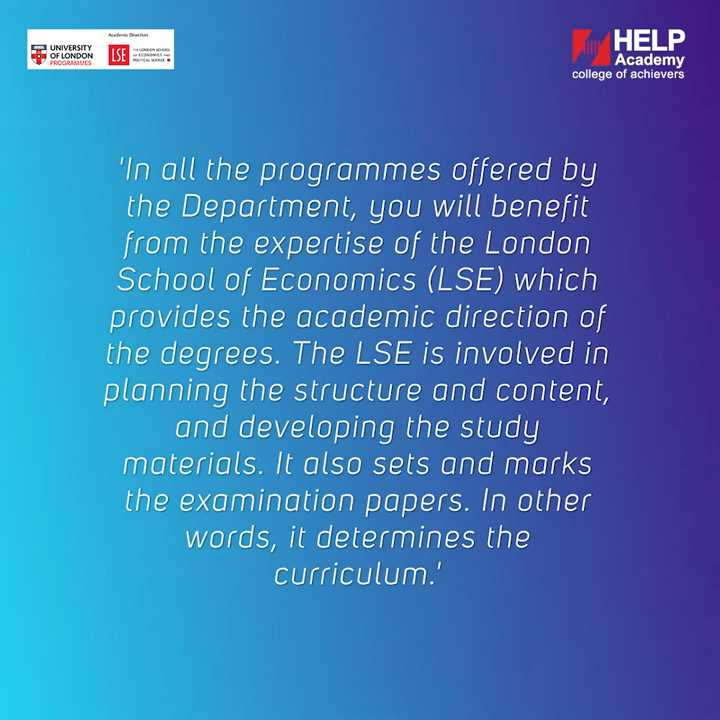 Academic Direction
UNIVERSITY
OF LONDON
PROGRAMMES
LSE
THE LONDON SCHOOL
OF ECONOMICS AND
POLITICAL SCIENCE
HELP
Academy
college of achievers
'In all the programmes offered by
the Department, you will benefit
from the expertise of the London
School of Economics (LSE) which
provides the academic direction of
the degrees. The LSE is involved in
planning the structure and content,
and developing the study
materials. It also sets and marks
the examination papers. In other
words, it determines the
curriculum.'